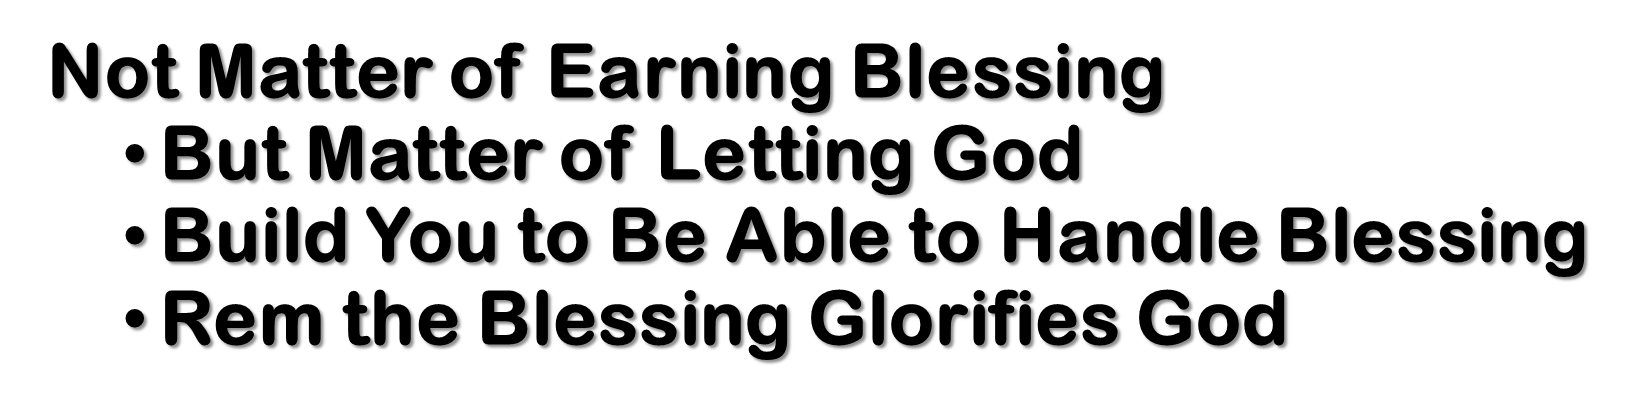 Not Matter of Earning Blessing
• But Matter of Letting God
• Build You to Be Able to Handle Blessing
• Rem the Blessing Glorifies God